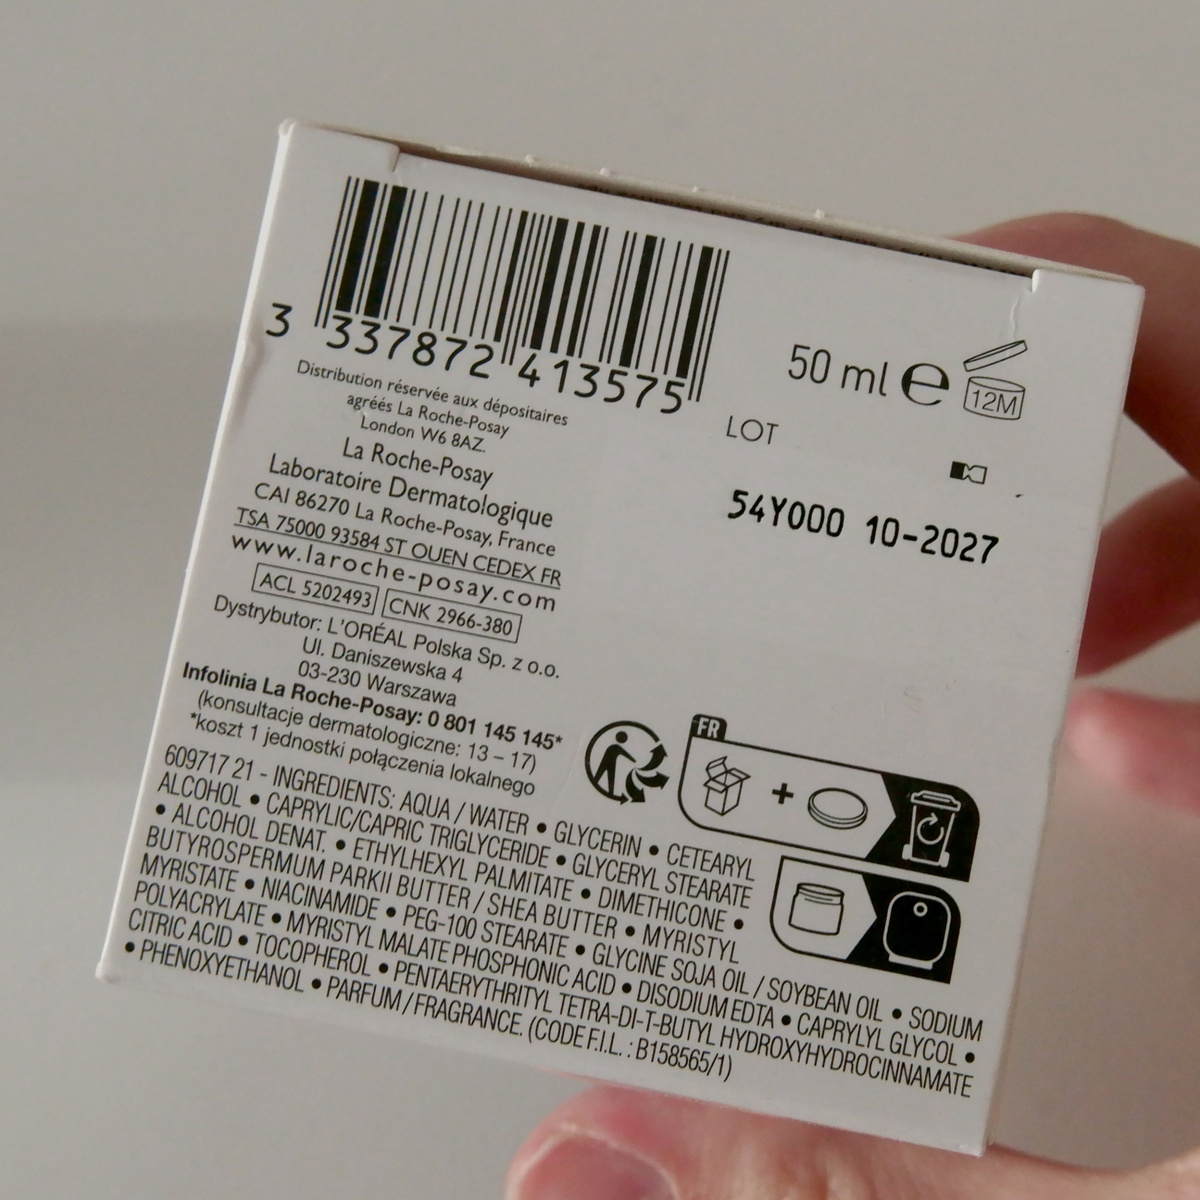 3 337872 413575
Distribution réservée aux dépositaires
agréés La Roche-Posay
London W6 8AZ.
La Roche-Posay
Laboratoire Dermatologique
CAI 86270 La Roche-Posay, France
TSA 75000 93584 ST OUEN CEDEX FR
www.laroche-posay.com
ACL 5202493 CNK 2966-380
Dystrybutor: L'ORÉAL Polska Sp. z o.o.
Ul. Daniszewska 4
03-230 Warszawa
Infolinia La Roche-Posay: 0 801 145 145*
(konsultacje dermatologiczne: 13 – 17)
*koszt 1 jednostki połączenia lokalnego
50 ml e 12M
LOT
54Y000 10-2027
FR
609717 21 - INGREDIENTS: AQUA / WATER • GLYCERIN • CETEARYL
ALCOHOL • CAPRYLIC/CAPRIC TRIGLYCERIDE • GLYCERYL STEARATE
• ALCOHOL DENAT. • ETHYLHEXYL PALMITATE • DIMETHICONE •
BUTYROSPERMUM PARKII BUTTER / SHEA BUTTER • MYRISTYL
MYRISTATE • NIACINAMIDE • PEG-100 STEARATE • GLYCINE SOJA OIL / SOYBEAN OIL • SODIUM
POLYACRYLATE • MYRISTYL MALATE PHOSPHONIC ACID • DISODIUM EDTA • CAPRYLYL GLYCOL •
CITRIC ACID • TOCOPHEROL • PENTAERYTHRITYL TETRA-DI-T-BUTYL HYDROXYHYDROCINNAMATE
• PHENOXYETHANOL • PARFUM / FRAGRANCE. (CODE F.I.L. : B158565/1)